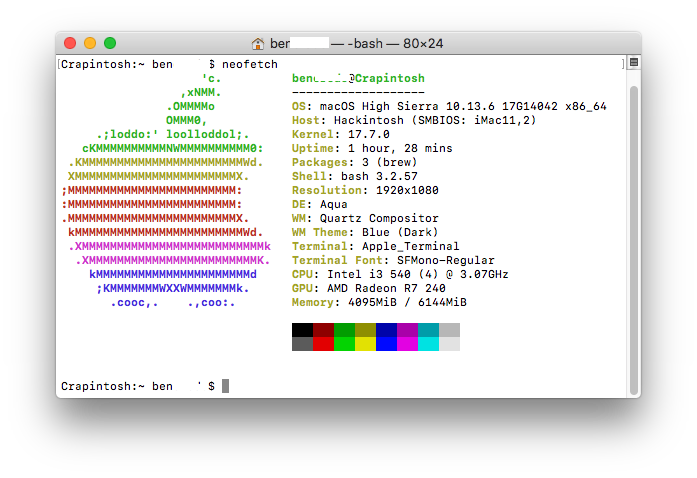 ben — -bash — 80×24
[Crapintosh:~ ben $ neofetch ]
'c. ben @Crapintosh
,xNMM. -------------------
.OMMMMo OS: macOS High Sierra 10.13.6 17G14042 x86_64
OMMM0, Host: Hackintosh (SMBIOS: iMac11,2)
.;loddo:' loolloddol;. Kernel: 17.7.0
cKMMMMMMMMMMNWMMMMMMMMMM0: Uptime: 1 hour, 28 mins
.KMMMMMMMMMMMMMMMMMMMMMMMWd. Packages: 3 (brew)
XMMMMMMMMMMMMMMMMMMMMMMMX. Shell: bash 3.2.57
;MMMMMMMMMMMMMMMMMMMMMMMM: Resolution: 1920x1080
:MMMMMMMMMMMMMMMMMMMMMMMM: DE: Aqua
.MMMMMMMMMMMMMMMMMMMMMMMMX. WM: Quartz Compositor
kMMMMMMMMMMMMMMMMMMMMMMMMWd. WM Theme: Blue (Dark)
.XMMMMMMMMMMMMMMMMMMMMMMMMMMk Terminal: Apple_Terminal
.XMMMMMMMMMMMMMMMMMMMMMMMMK. Terminal Font: SFMono-Regular
kMMMMMMMMMMMMMMMMMMMMMMd CPU: Intel i3 540 (4) @ 3.07GHz
;KMMMMMMMWXXWMMMMMMMk. GPU: AMD Radeon R7 240
.cooc,. .,coo:. Memory: 4095MiB / 6144MiB
Crapintosh:~ ben $